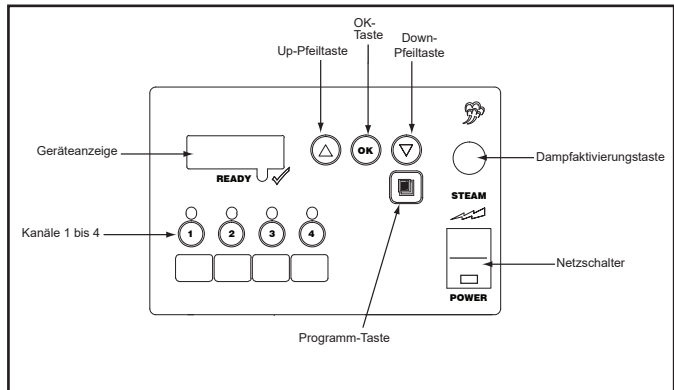 OK-
Taste
Down-
Pfeiltaste
Up-Pfeiltaste
Geräteanzeige
OK
READY
Dampfaktivierungstaste
STEAM
Kanäle 1 bis 4
1
2
3
4
Netzschalter
POWER
Programm-Taste